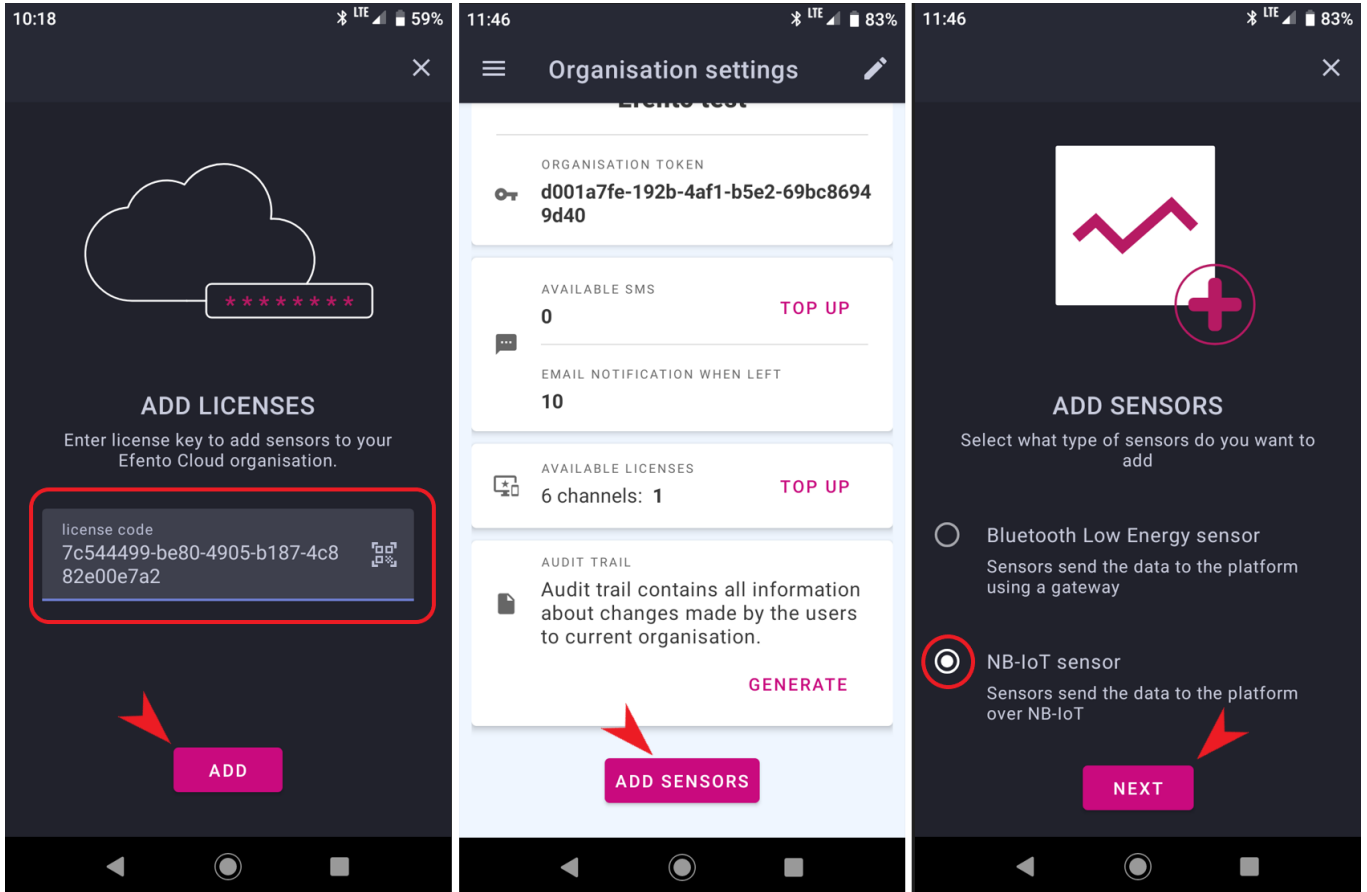 10:18
LTE
59%
********
ADD LICENSES
Enter license key to add sensors to your
Efento Cloud organisation.
license code
7c544499-be80-4905-b187-4c8
82e00e7a2
ADD
11:46
LTE
83%
Organisation settings
Efento test
ORGANISATION TOKEN
d001a7fe-192b-4af1-b5e2-69bc8694
9d40
AVAILABLE SMS
0
TOP UP
EMAIL NOTIFICATION WHEN LEFT
10
AVAILABLE LICENSES
6 channels: 1
TOP UP
AUDIT TRAIL
Audit trail contains all information
about changes made by the users
to current organisation.
GENERATE
ADD SENSORS
11:46
LTE
83%
ADD SENSORS
Select what type of sensors do you want to
add
Bluetooth Low Energy sensor
Sensors send the data to the platform
using a gateway
NB-IoT sensor
Sensors send the data to the platform
over NB-IoT
NEXT